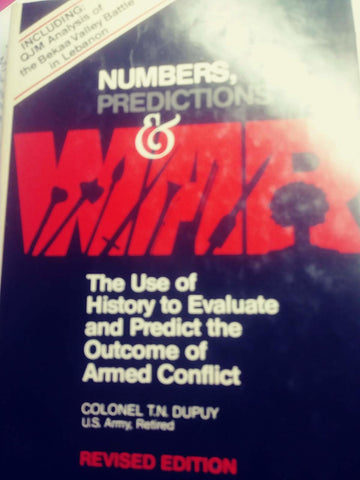 INCLUDING:
QJM Analysis of
the Bekaa Valley Battle
in Lebanon
NUMBERS,
PREDICTIONS
&
WAR
The Use of
History to Evaluate
and Predict the
Outcome of
Armed Conflict
COLONEL T.N. DUPUY
U.S. Army, Retired
REVISED EDITION